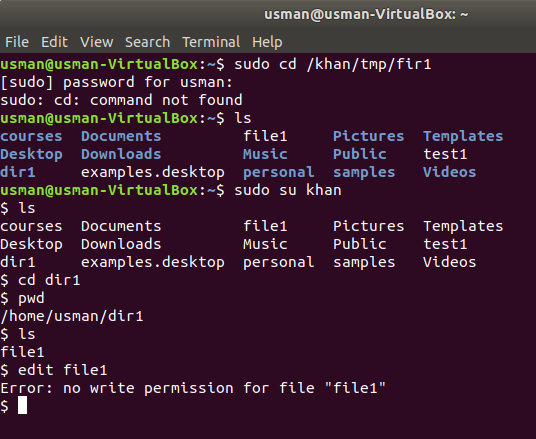 usman@usman-VirtualBox: ~
File Edit View Search Terminal Help
usman@usman-VirtualBox:~$ sudo cd /khan/tmp/fir1
[sudo] password for usman:
sudo: cd: command not found
usman@usman-VirtualBox:~$ ls
courses Documents file1 Pictures Templates
Desktop Downloads Music Public test1
dir1 examples.desktop personal samples Videos
usman@usman-VirtualBox:~$ sudo su khan
$ ls
courses Documents file1 Pictures Templates
Desktop Downloads Music Public test1
dir1 examples.desktop personal samples Videos
$ cd dir1
$ pwd
/home/usman/dir1
$ ls
file1
$ edit file1
Error: no write permission for file "file1"
$